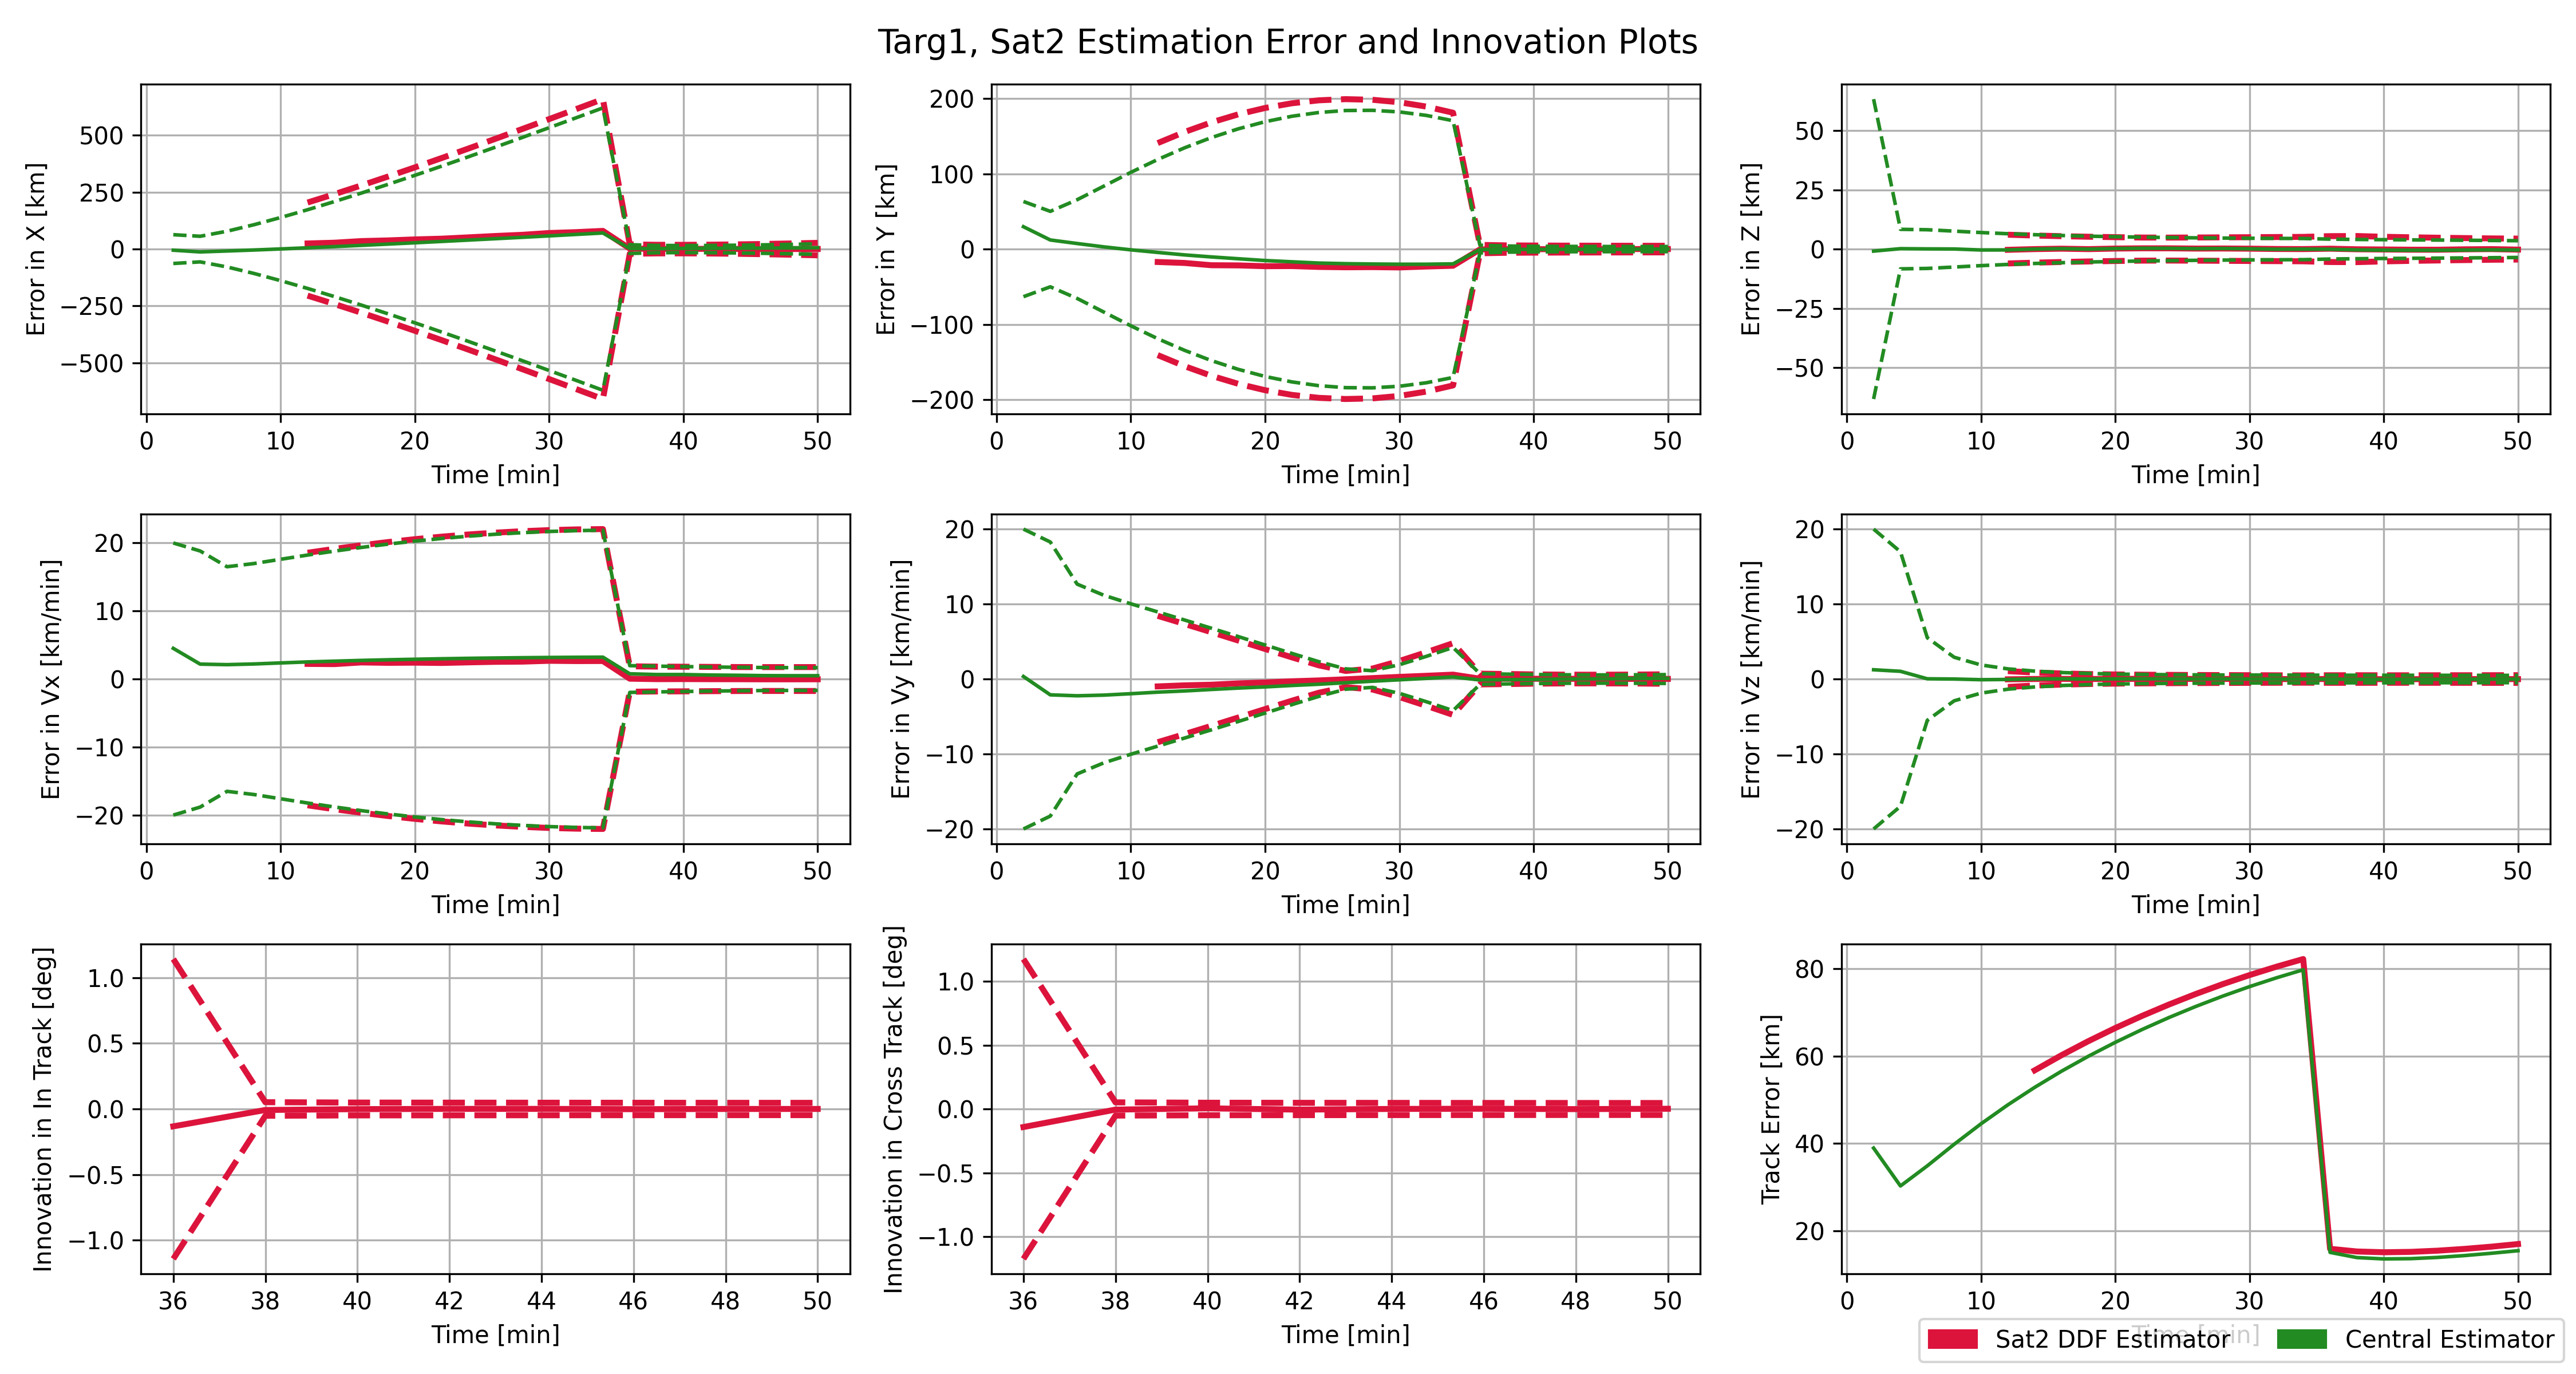 Targ1, Sat2 Estimation Error and Innovation Plots
Error in X [km]
500
250
0
−250
−500
0 10 20 30 40 50
Time [min]
Error in Y [km]
200
100
0
−100
−200
0 10 20 30 40 50
Time [min]
Error in Z [km]
50
25
0
−25
−50
0 10 20 30 40 50
Time [min]
Error in Vx [km/min]
20
10
0
−10
−20
0 10 20 30 40 50
Time [min]
Error in Vy [km/min]
20
10
0
−10
−20
0 10 20 30 40 50
Time [min]
Error in Vz [km/min]
20
10
0
−10
−20
0 10 20 30 40 50
Time [min]
Innovation in In Track [deg]
1.0
0.5
0.0
−0.5
−1.0
36 38 40 42 44 46 48 50
Time [min]
Innovation in Cross Track [deg]
1.0
0.5
0.0
−0.5
−1.0
36 38 40 42 44 46 48 50
Time [min]
Track Error [km]
80
60
40
20
0 10 20 30 40 50
Time [min]
Sat2 DDF Estimator
Central Estimator